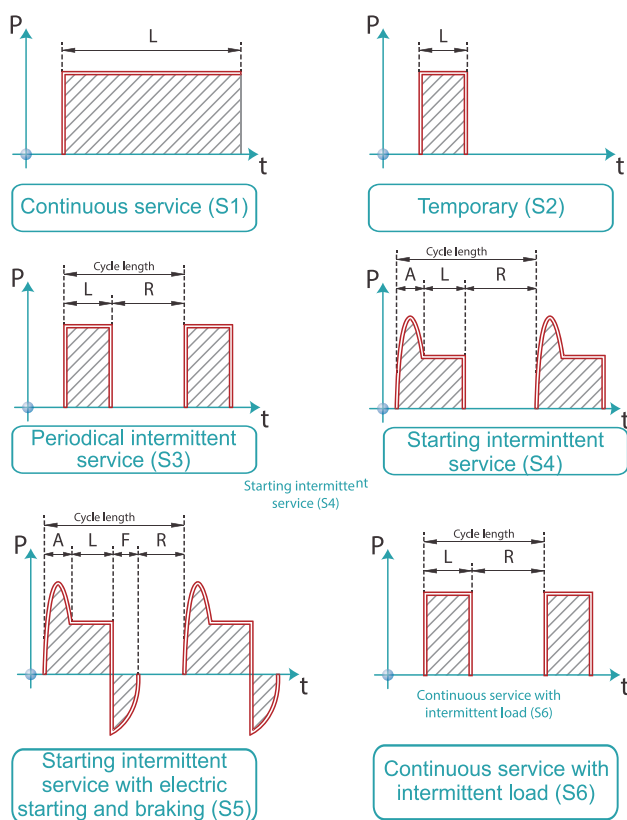 P
L
t
Continuous service (S1)
P
L
t
Temporary (S2)
P
Cycle length
L
R
t
Periodical intermittent
service (S3)
P
Cycle length
A
L
R
t
Starting interminttent
service (S4)
Starting intermittent
service (S4)
P
Cycle length
A
L
F
R
t
Starting intermittent
service with electric
starting and braking (S5)
P
Cycle length
L
R
t
Continuous service with
intermittent load (S6)
Continuous service with
intermittent load (S6)